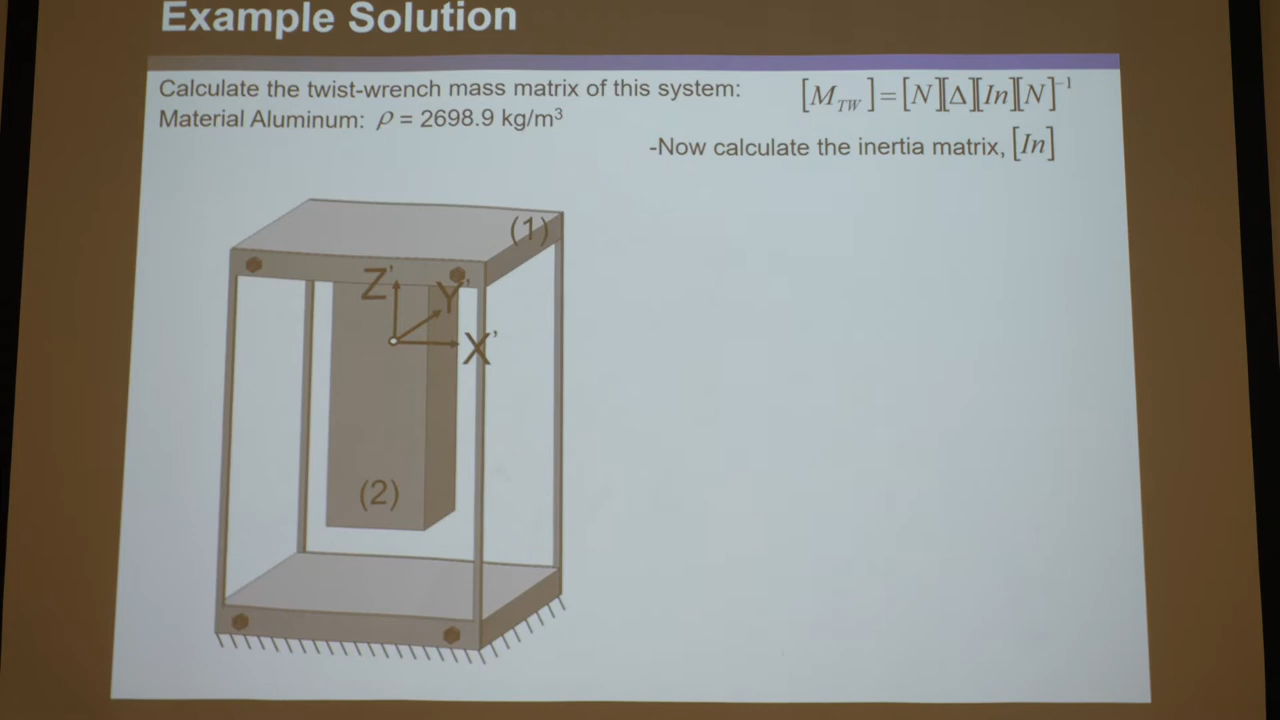 Example Solution
Calculate the twist-wrench mass matrix of this system:
[M_TW]=[N][Δ][In][N]⁻¹
Material Aluminum: ρ = 2698.9 kg/m³
-Now calculate the inertia matrix, [In]
(1)
Z'
Y'
X'
(2)